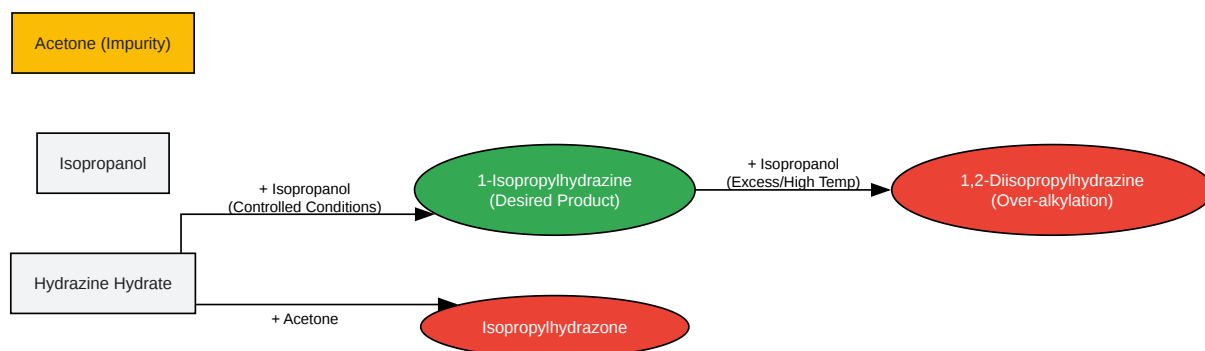 Acetone (Impurity)
Isopropanol
+ Isopropanol
(Controlled Conditions)
1-Isopropylhydrazine
(Desired Product)
+ Isopropanol
(Excess/High Temp)
1,2-Diisopropylhydrazine
(Over-alkylation)
Hydrazine Hydrate
+ Acetone
Isopropylhydrazone